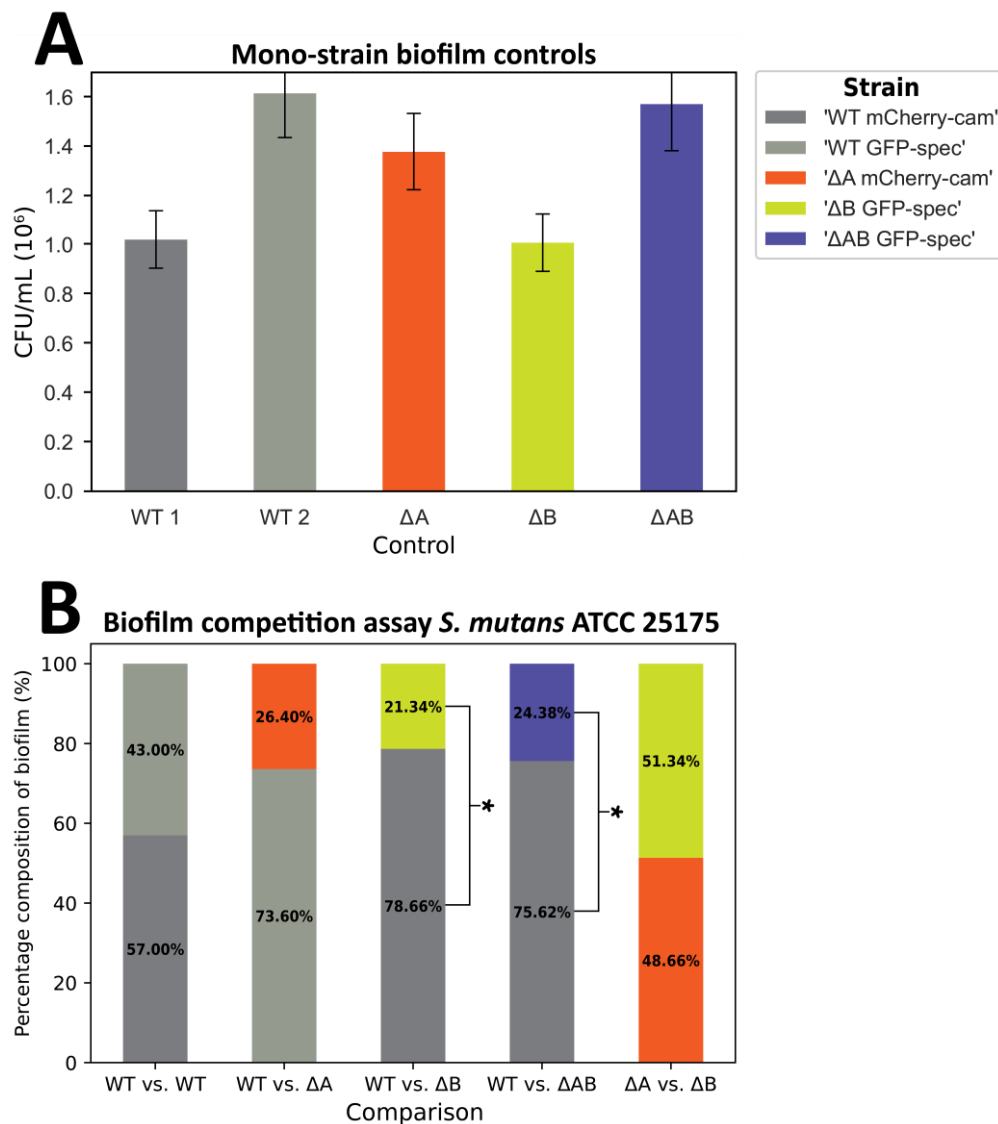 A
Mono-strain biofilm controls
CFU/mL (10⁶)
1.6
1.4
1.2
1.0
0.8
0.6
0.4
0.2
0.0
WT 1 WT 2 ΔA ΔB ΔAB
Control
Strain
'WT mCherry-cam'
'WT GFP-spec'
'ΔA mCherry-cam'
'ΔB GFP-spec'
'ΔAB GFP-spec'
B
Biofilm competition assay S. mutans ATCC 25175
Percentage composition of biofilm (%)
100
80
60
40
20
0
43.00% 26.40% 21.34% 24.38% 51.34%
* *
57.00% 73.60% 78.66% 75.62% 48.66%
WT vs. WT WT vs. ΔA WT vs. ΔB WT vs. ΔAB ΔA vs. ΔB
Comparison